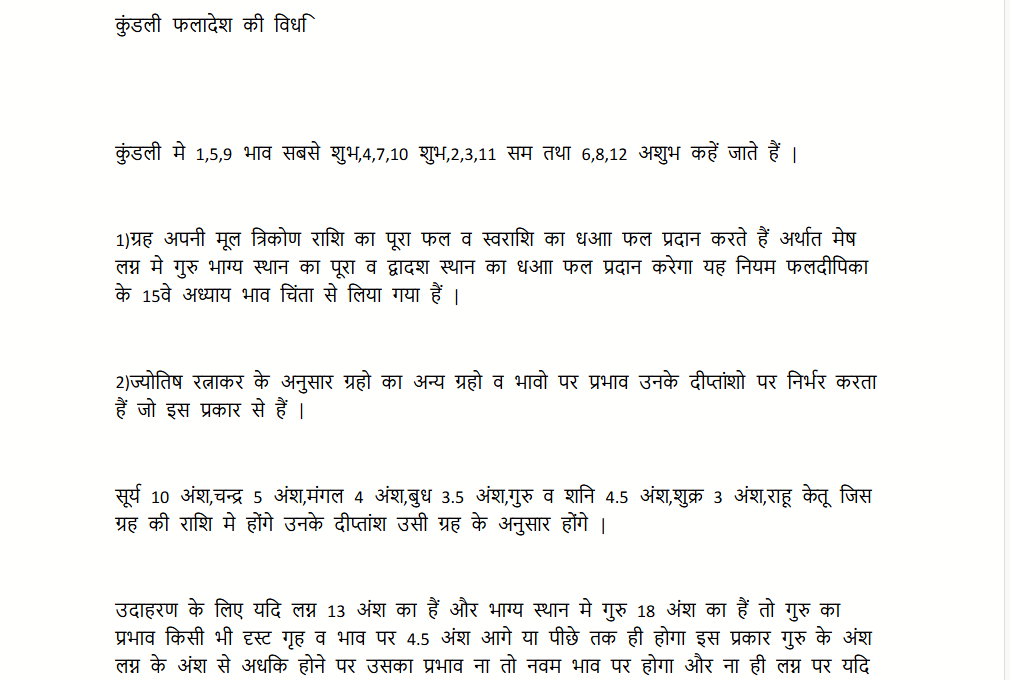 कुंडली फलादेश की विधि
कुंडली मे 1,5,9 भाव सबसे शुभ,4,7,10 शुभ,2,3,11 सम तथा 6,8,12 अशुभ कहें जाते हैं |
1)ग्रह अपनी मूल त्रिकोण राशि का पूरा फल व स्वराशि का धआा फल प्रदान करते हैं अर्थात मेष
लग्न मे गुरु भाग्य स्थान का पूरा व द्वादश स्थान का धआा फल प्रदान करेगा यह नियम फलदीपिका
के 15वे अध्याय भाव चिंता से लिया गया हैं |
2)ज्योतिष रत्नाकर के अनुसार ग्रहो का अन्य ग्रहो व भावो पर प्रभाव उनके दीप्तांशो पर निर्भर करता
हैं जो इस प्रकार से हैं |
सूर्य 10 अंश,चन्द्र 5 अंश,मंगल 4 अंश,बुध 3.5 अंश,गुरु व शनि 4.5 अंश,शुक्र 3 अंश,राहू केतू जिस
ग्रह की राशि मे होंगे उनके दीप्तांश उसी ग्रह के अनुसार होंगे |
उदाहरण के लिए यदि लग्न 13 अंश का हैं और भाग्य स्थान मे गुरु 18 अंश का हैं तो गुरु का
प्रभाव किसी भी दृस्ट गृह व भाव पर 4.5 अंश आगे या पीछे तक ही होगा इस प्रकार गुरु के अंश
लग्न के अंश से अधकि होने पर उसका प्रभाव ना तो नवम भाव पर होगा और ना ही लग्न पर यदि